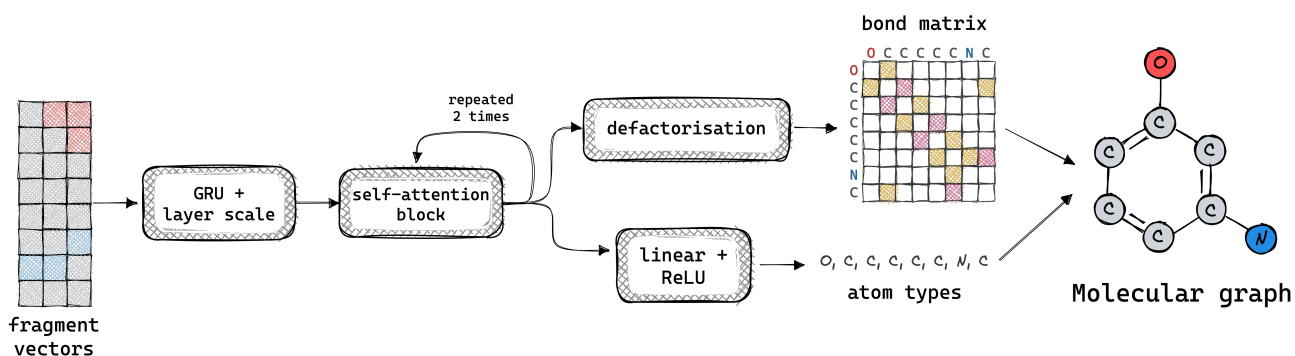 fragment
vectors
GRU +
layer scale
repeated
2 times
self-attention
block
defactorisation
linear +
ReLU
bond matrix
O C C C C C N C
O
C
C
C
C
C
N
C
O, C, C, C, C, C, N, C
atom types
O
C
C
C
C
C
C
N
Molecular graph